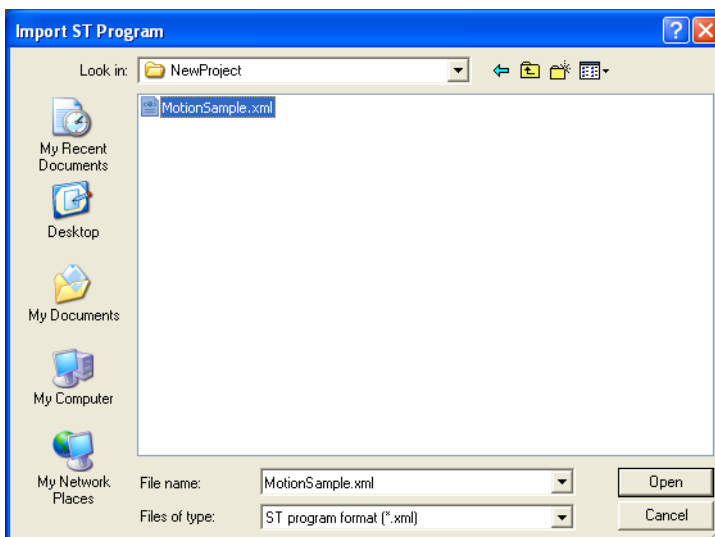 Import ST Program
Look in:
NewProject
MotionSample.xml
My Recent
Documents
Desktop
My Documents
My Computer
My Network
Places
File name:
MotionSample.xml
Open
Files of type:
ST program format (*.xml)
Cancel